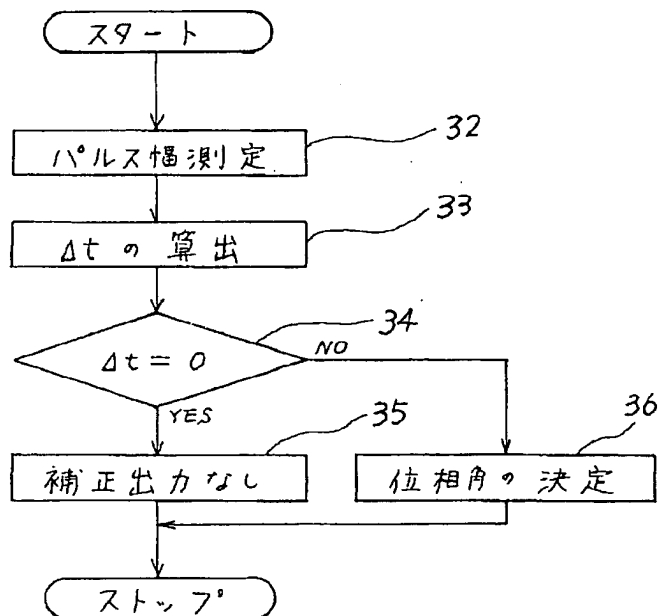 スタート
32
パルス幅測定
33
Δtの算出
34
Δt=0
NO
YES
35
36
補正出力なし
位相角の決定
ストップ